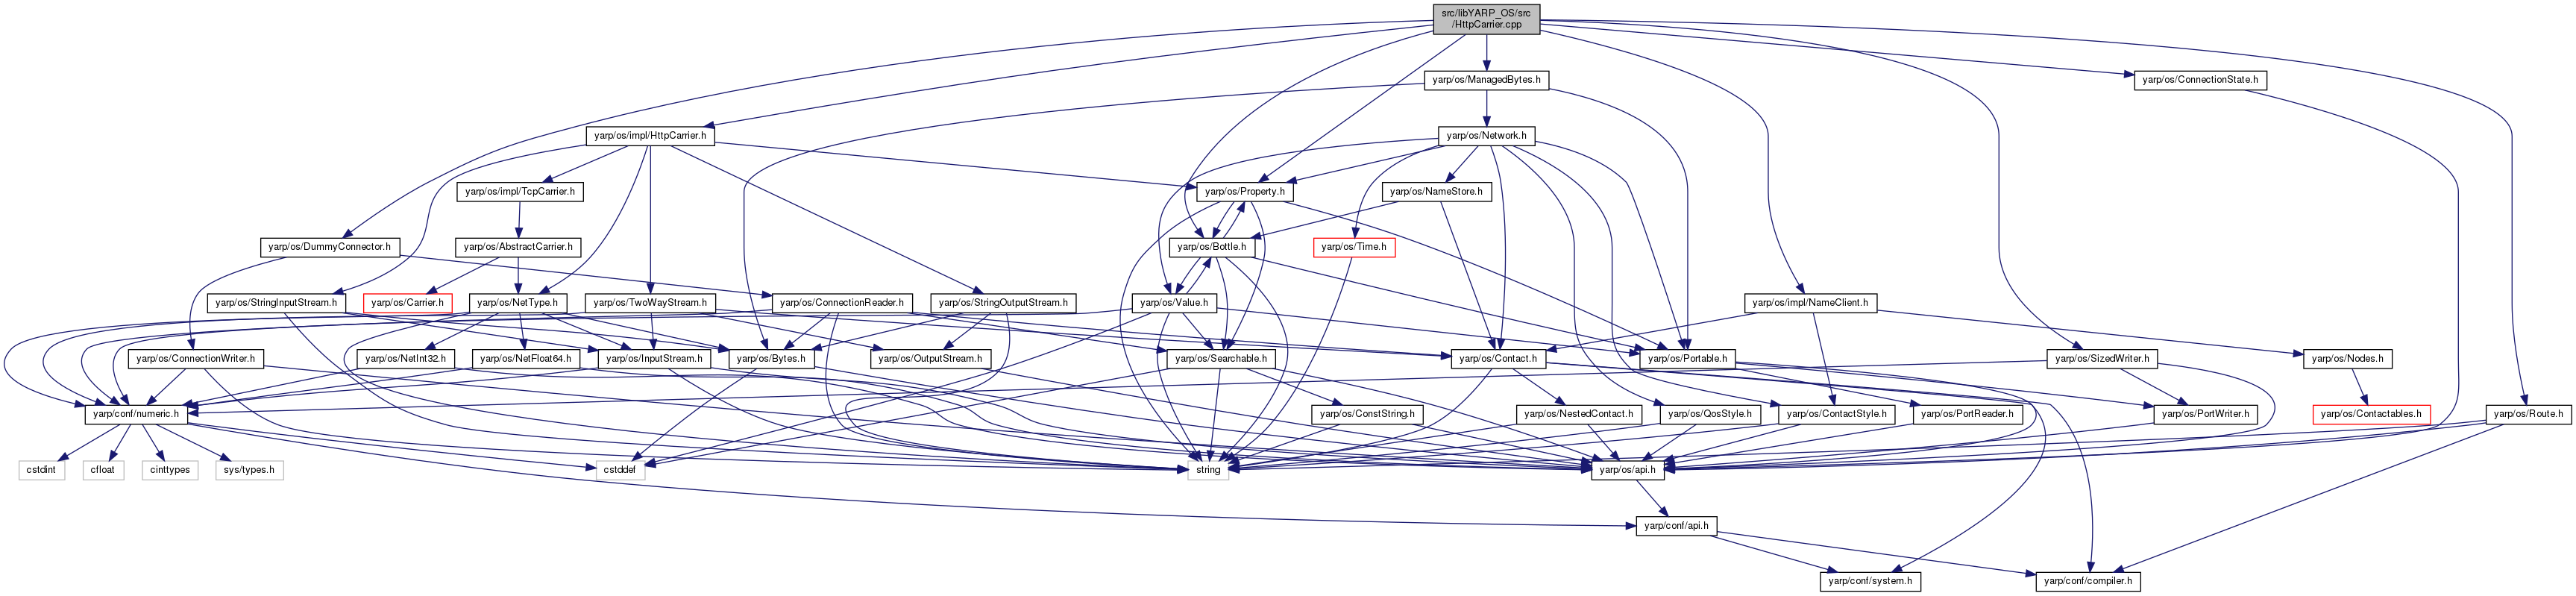 src/libYARP_OS/src
/HttpCarrier.cpp
yarp/os/ManagedBytes.h
yarp/os/ConnectionState.h
yarp/os/impl/HttpCarrier.h
yarp/os/Network.h
yarp/os/impl/TcpCarrier.h
yarp/os/Property.h
yarp/os/NameStore.h
yarp/os/DummyConnector.h
yarp/os/AbstractCarrier.h
yarp/os/Bottle.h
yarp/os/Time.h
yarp/os/StringInputStream.h
yarp/os/Carrier.h
yarp/os/NetType.h
yarp/os/TwoWayStream.h
yarp/os/ConnectionReader.h
yarp/os/StringOutputStream.h
yarp/os/Value.h
yarp/os/impl/NameClient.h
yarp/os/ConnectionWriter.h
yarp/os/NetInt32.h
yarp/os/NetFloat64.h
yarp/os/InputStream.h
yarp/os/Bytes.h
yarp/os/OutputStream.h
yarp/os/Searchable.h
yarp/os/Contact.h
yarp/os/Portable.h
yarp/os/SizedWriter.h
yarp/os/Nodes.h
yarp/conf/numeric.h
yarp/os/ConstString.h
yarp/os/NestedContact.h
yarp/os/QosStyle.h
yarp/os/ContactStyle.h
yarp/os/PortReader.h
yarp/os/PortWriter.h
yarp/os/Contactables.h
yarp/os/Route.h
cstdint
cfloat
cinttypes
sys/types.h
cstddef
string
yarp/os/api.h
yarp/conf/api.h
yarp/conf/system.h
yarp/conf/compiler.h